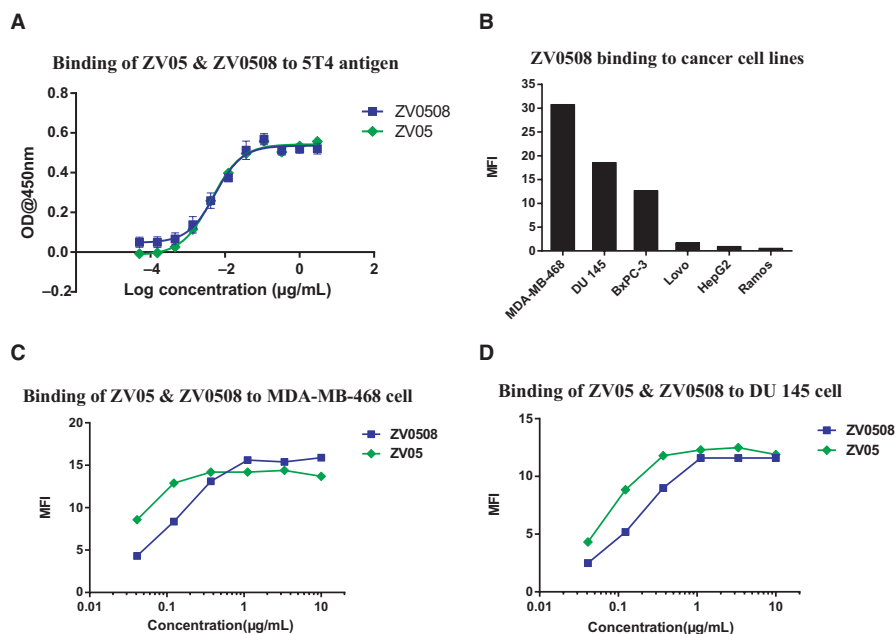 A
Binding of ZV05 & ZV0508 to 5T4 antigen
0.8
0.6
0.4
0.2
0.0
–0.2
OD@450nm
–4
–2
0
2
Log concentration (µg/mL)
ZV0508
ZV05
B
ZV0508 binding to cancer cell lines
35
30
25
20
15
10
5
0
MFI
MDA-MB-468
DU 145
BxPC-3
Lovo
HepG2
Ramos
C
Binding of ZV05 & ZV0508 to MDA-MB-468 cell
20
15
10
5
0
MFI
0.01
0.1
1
10
Concentration(µg/mL)
ZV0508
ZV05
D
Binding of ZV05 & ZV0508 to DU 145 cell
15
10
5
0
MFI
0.01
0.1
1
10
Concentration(µg/mL)
ZV0508
ZV05